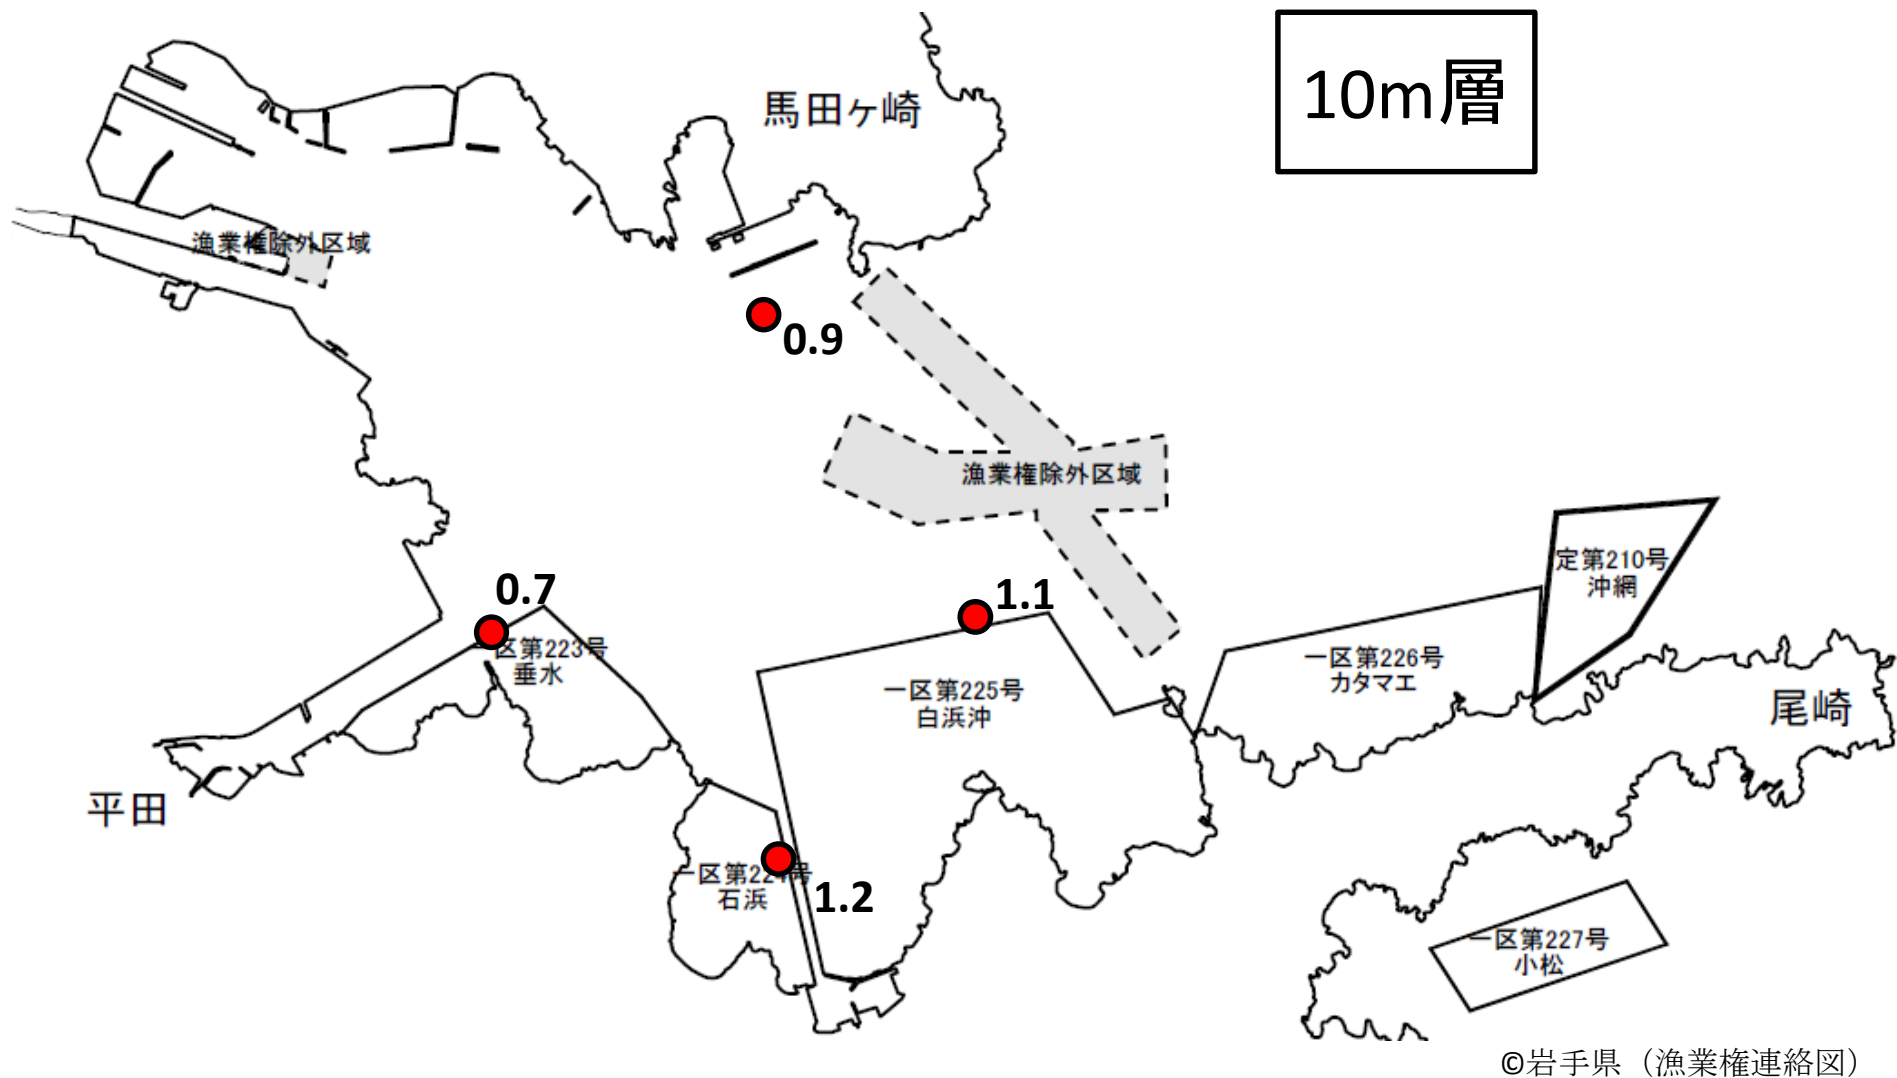 10m層
馬田ヶ崎
漁業権除外区域
0.9
漁業権除外区域
定第210号
沖網
0.7
1.1
一区第223号
垂水
一区第225号
白浜沖
一区第226号
カタマエ
尾崎
平田
一区第224号
石浜
1.2
一区第227号
小松
©岩手県（漁業権連絡図）